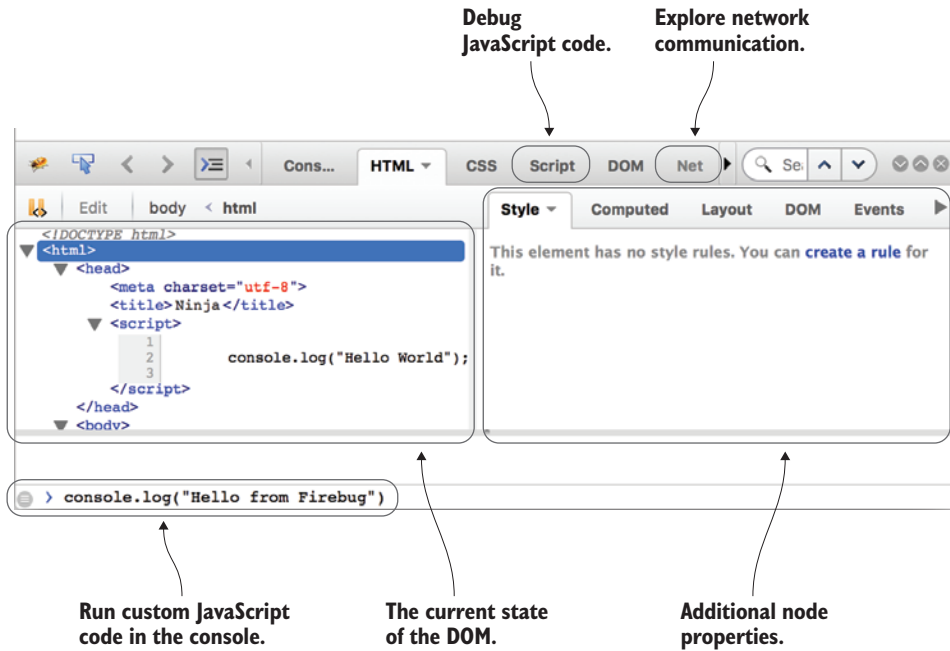 Debug
JavaScript code.
Explore network
communication.
Cons... HTML CSS Script DOM Net Se
Edit body < html
Style Computed Layout DOM Events
<!DOCTYPE html>
<html>
<head>
<meta charset="utf-8">
<title>Ninja</title>
<script>
1
2 console.log("Hello World");
3
</script>
</head>
<body>
This element has no style rules. You can create a rule for
it.
> console.log("Hello from Firebug")
Run custom JavaScript
code in the console.
The current state
of the DOM.
Additional node
properties.